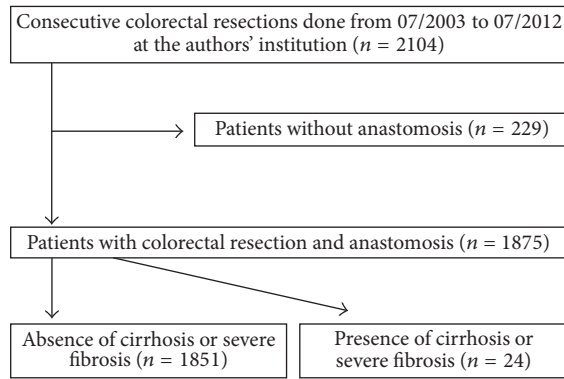 Consecutive colorectal resections done from 07/2003 to 07/2012
at the authors' institution (n = 2104)
Patients without anastomosis (n = 229)
Patients with colorectal resection and anastomosis (n = 1875)
Absence of cirrhosis or severe
fibrosis (n = 1851)
Presence of cirrhosis or
severe fibrosis (n = 24)